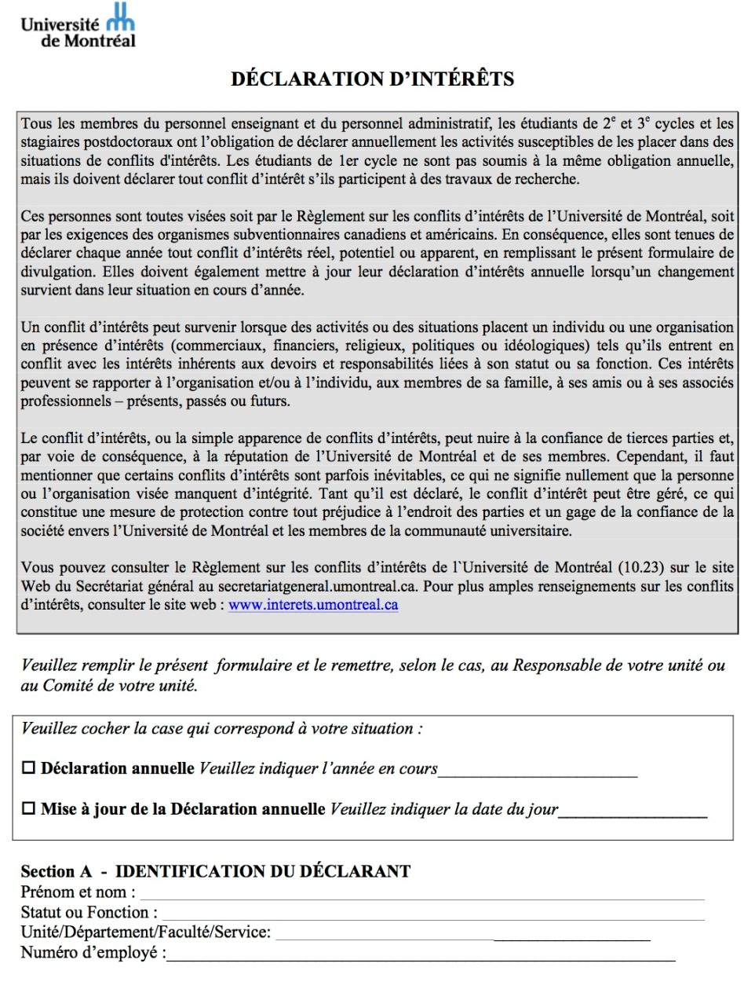 Université
de Montréal
DÉCLARATION D’INTÉRÊTS
Tous les membres du personnel enseignant et du personnel administratif, les étudiants de 2e et 3e cycles et les
stagiaires postdoctoraux ont l’obligation de déclarer annuellement les activités susceptibles de les placer dans des
situations de conflits d'intérêts. Les étudiants de 1er cycle ne sont pas soumis à la même obligation annuelle,
mais ils doivent déclarer tout conflit d’intérêt s’ils participent à des travaux de recherche.
Ces personnes sont toutes visées soit par le Règlement sur les conflits d’intérêts de l’Université de Montréal, soit
par les exigences des organismes subventionnaires canadiens et américains. En conséquence, elles sont tenues de
déclarer chaque année tout conflit d’intérêts réel, potentiel ou apparent, en remplissant le présent formulaire de
divulgation. Elles doivent également mettre à jour leur déclaration d’intérêts annuelle lorsqu’un changement
survient dans leur situation en cours d’année.
Un conflit d’intérêts peut survenir lorsque des activités ou des situations placent un individu ou une organisation
en présence d’intérêts (commerciaux, financiers, religieux, politiques ou idéologiques) tels qu’ils entrent en
conflit avec les intérêts inhérents aux devoirs et responsabilités liées à son statut ou sa fonction. Ces intérêts
peuvent se rapporter à l’organisation et/ou à l’individu, aux membres de sa famille, à ses amis ou à ses associés
professionnels – présents, passés ou futurs.
Le conflit d’intérêts, ou la simple apparence de conflits d’intérêts, peut nuire à la confiance de tierces parties et,
par voie de conséquence, à la réputation de l’Université de Montréal et de ses membres. Cependant, il faut
mentionner que certains conflits d’intérêts sont parfois inévitables, ce qui ne signifie nullement que la personne
ou l’organisation visée manquent d’intégrité. Tant qu’il est déclaré, le conflit d’intérêt peut être géré, ce qui
constitue une mesure de protection contre tout préjudice à l’endroit des parties et un gage de la confiance de la
société envers l’Université de Montréal et les membres de la communauté universitaire.
Vous pouvez consulter le Règlement sur les conflits d’intérêts de l`Université de Montréal (10.23) sur le site
Web du Secrétariat général au secretariatgeneral.umontreal.ca. Pour plus amples renseignements sur les conflits
d’intérêts, consulter le site web : www.interets.umontreal.ca
Veuillez remplir le présent formulaire et le remettre, selon le cas, au Responsable de votre unité ou
au Comité de votre unité.
Veuillez cocher la case qui correspond à votre situation :
☐ Déclaration annuelle Veuillez indiquer l’année en cours_______________________
☐ Mise à jour de la Déclaration annuelle Veuillez indiquer la date du jour_________________
Section A - IDENTIFICATION DU DÉCLARANT
Prénom et nom : ____________________
Statut ou Fonction : ____________________
Unité/Département/Faculté/Service: ____________________
Numéro d’employé :____________________